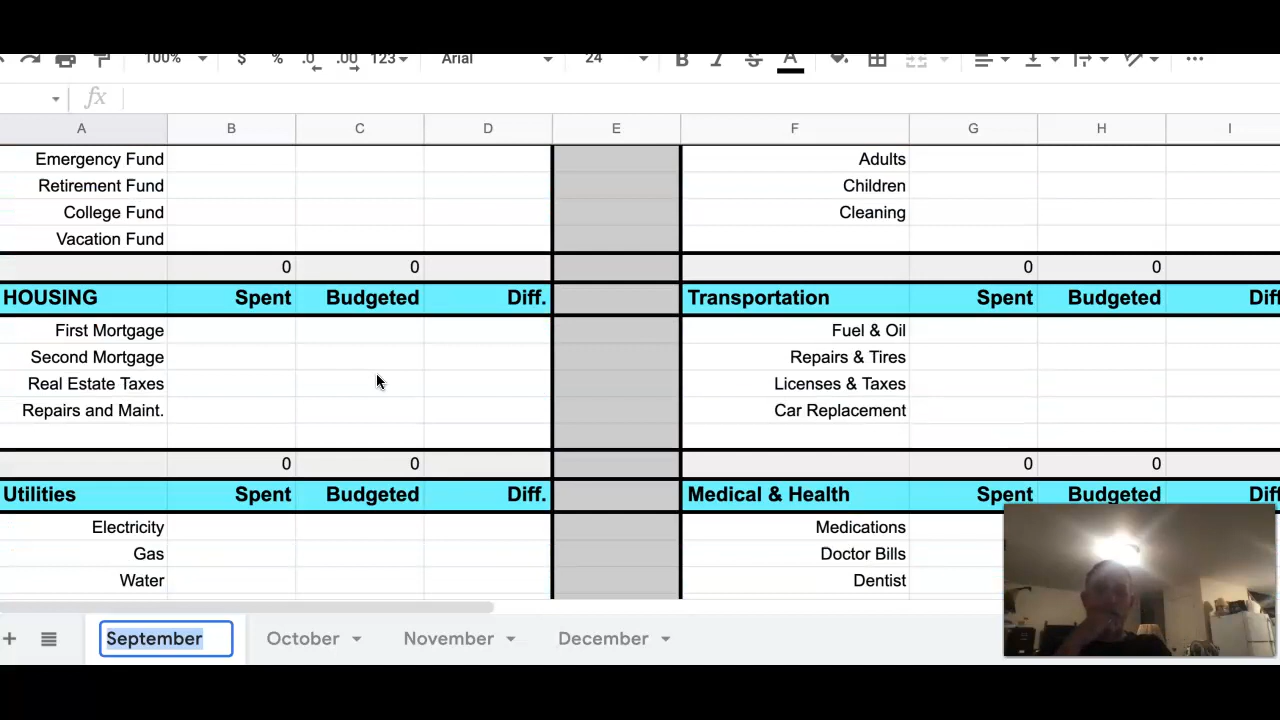 100% $ % .0 .00 123 Arial 24 B I S A
fx
A B C D E F G H I
Emergency Fund Adults
Retirement Fund Children
College Fund Cleaning
Vacation Fund
0 0 0 0
HOUSING Spent Budgeted Diff. Transportation Spent Budgeted Diff
First Mortgage Fuel & Oil
Second Mortgage Repairs & Tires
Real Estate Taxes Licenses & Taxes
Repairs and Maint. Car Replacement
0 0 0 0
Utilities Spent Budgeted Diff. Medical & Health Spent Budgeted Diff
Electricity Medications
Gas Doctor Bills
Water Dentist
September October November December